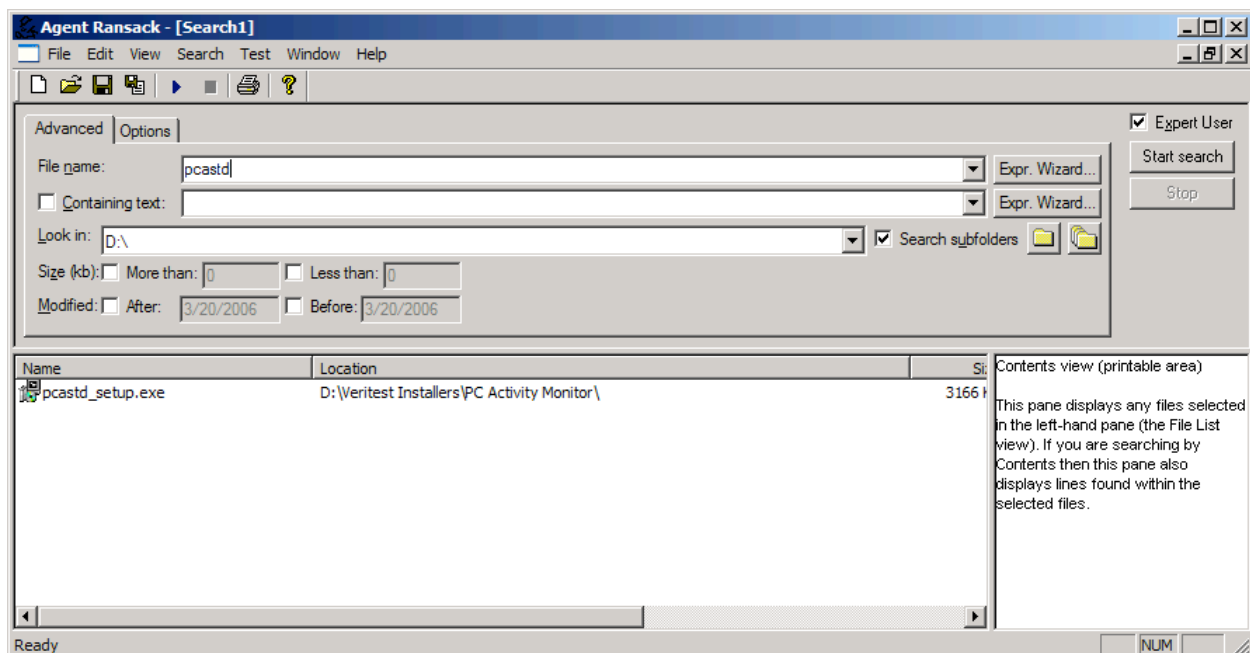 Agent Ransack - [Search1]
File Edit View Search Test Window Help
Advanced Options
Expert User
File name: pcastd Expr. Wizard...
Start search
Containing text: Expr. Wizard...
Stop
Look in: D:\ Search subfolders
Size (kb): More than: 0 Less than: 0
Modified: After: 3/20/2006 Before: 3/20/2006
Name Location Si
pcastd_setup.exe D:\Veritest Installers\PC Activity Monitor\ 3166
Contents view (printable area)
This pane displays any files selected
in the left-hand pane (the File List
view). If you are searching by
Contents then this pane also
displays lines found within the
selected files.
Ready NUM